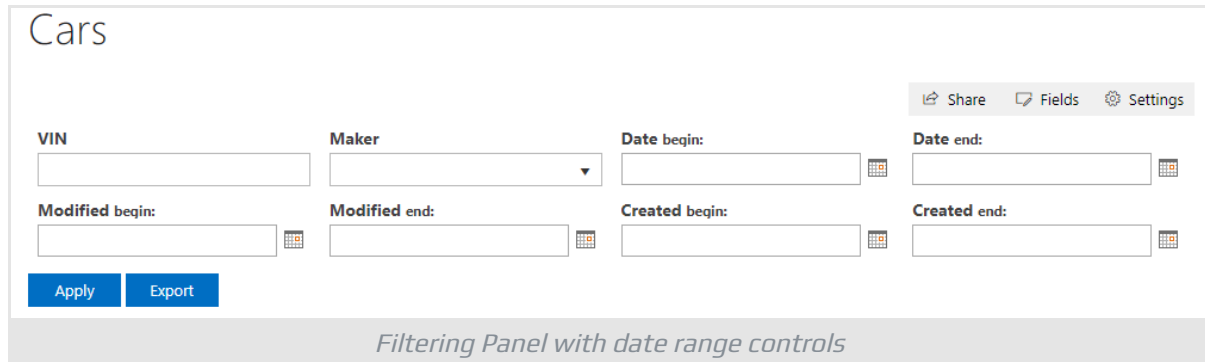 Cars
Share Fields Settings
VIN Maker Date begin: Date end:
Modified begin: Modified end: Created begin: Created end:
Apply Export
Filtering Panel with date range controls